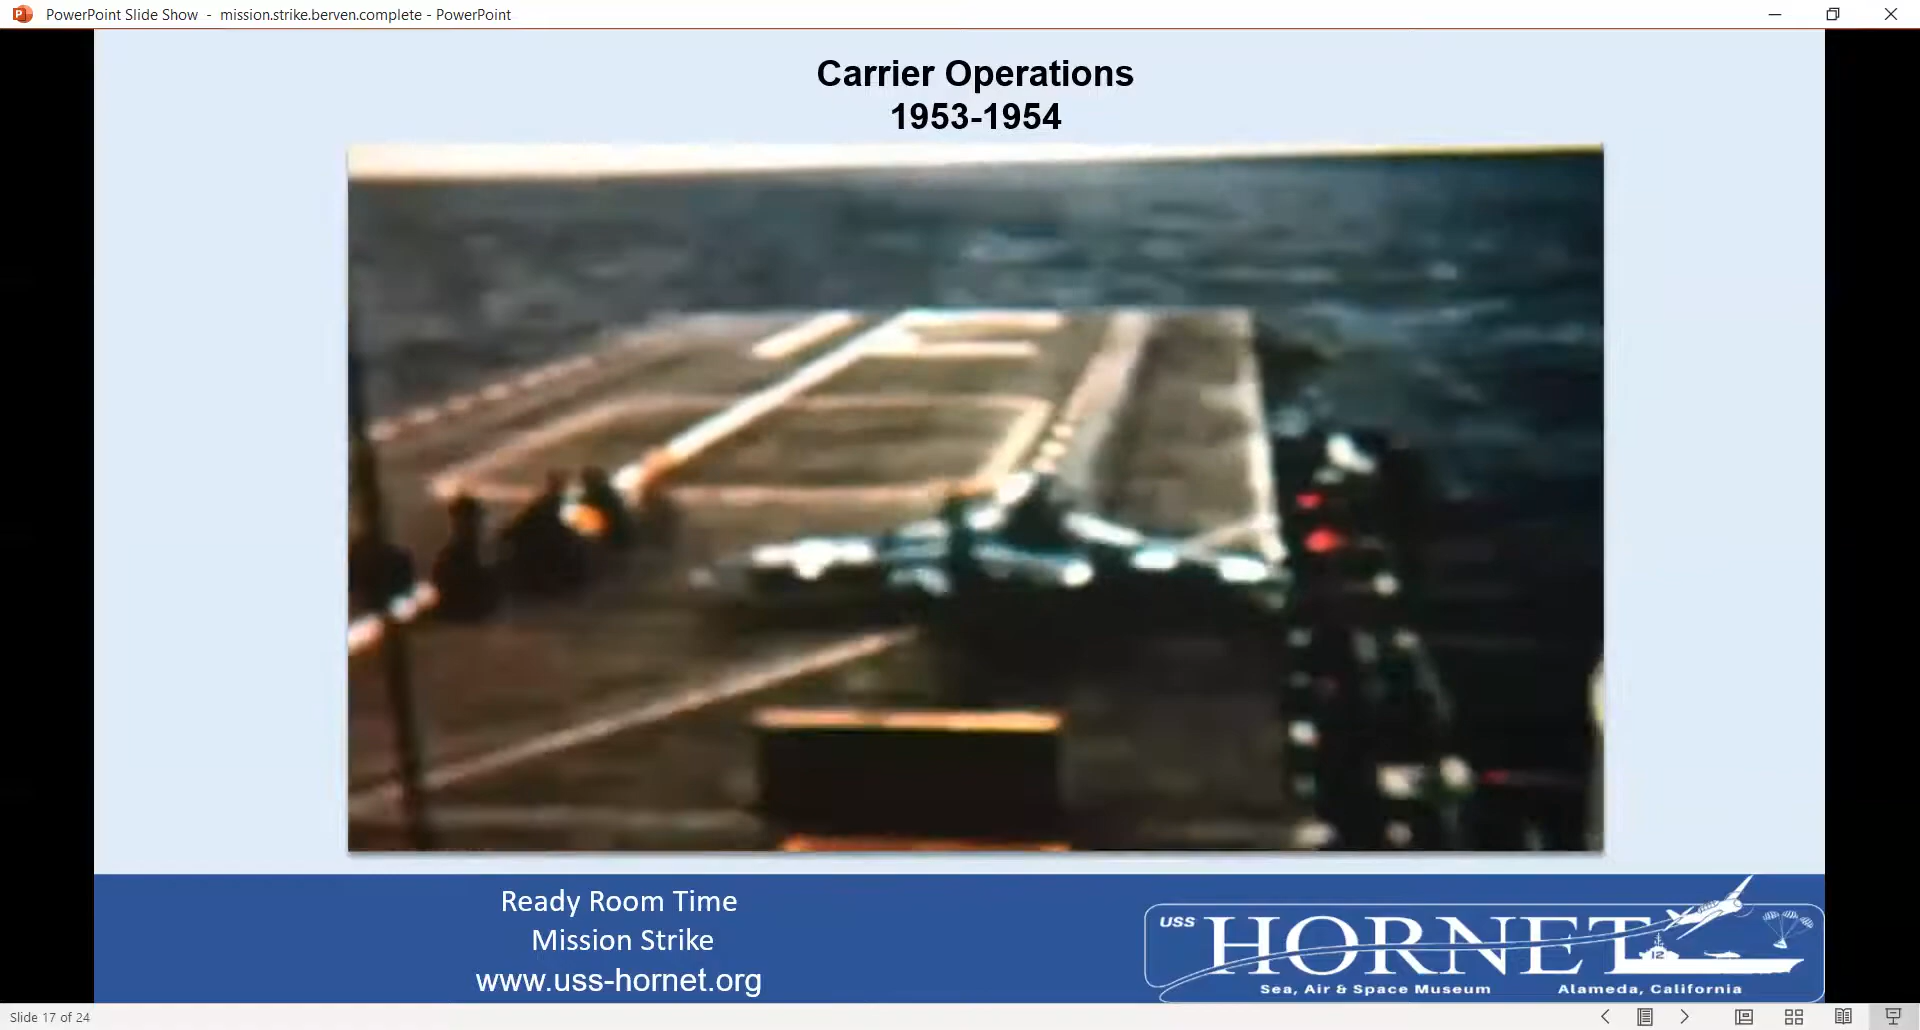 PowerPoint Slide Show - mission.strike.berven.complete - PowerPoint
Carrier Operations
1953-1954
Ready Room Time
Mission Strike
www.uss-hornet.org
USS HORNET
12
Sea, Air & Space Museum Alameda, California
Slide 17 of 24